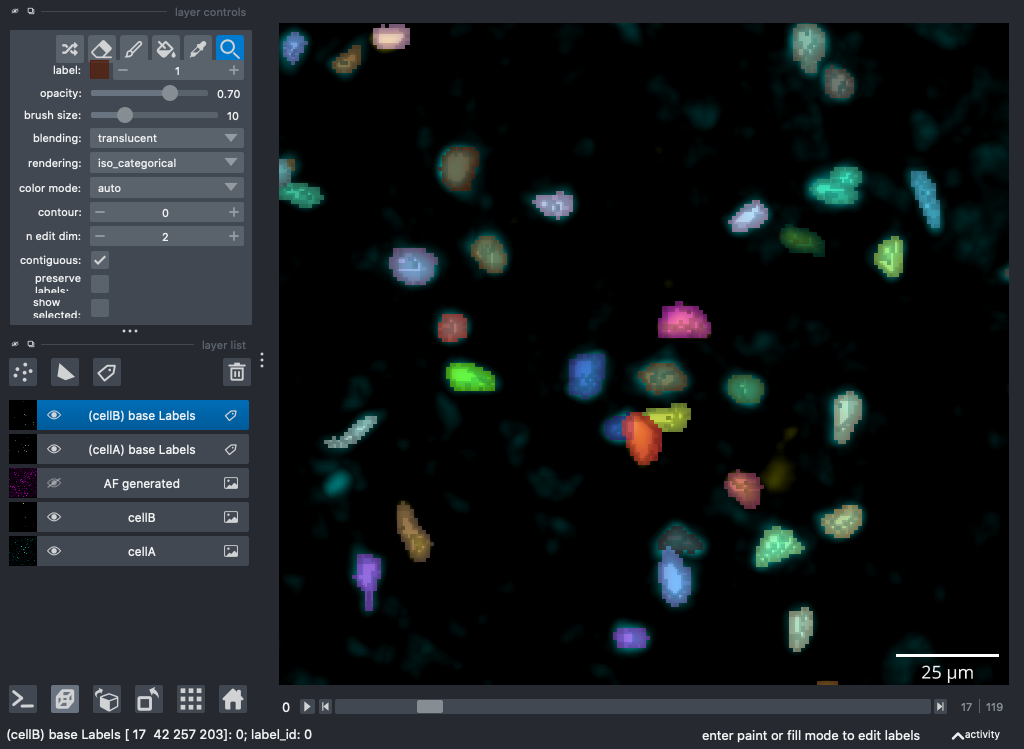 layer controls
label: 1
opacity: 0.70
brush size: 10
blending: translucent
rendering: iso_categorical
color mode: auto
contour: 0
n edit dim: 2
contiguous:
preserve
labels:
show
selected:
layer list
(cellB) base Labels
(cellA) base Labels
AF generated
cellB
cellA
25 µm
0 17 | 119
(cellB) base Labels [ 17 42 257 203]: 0; label_id: 0
enter paint or fill mode to edit labels
activity